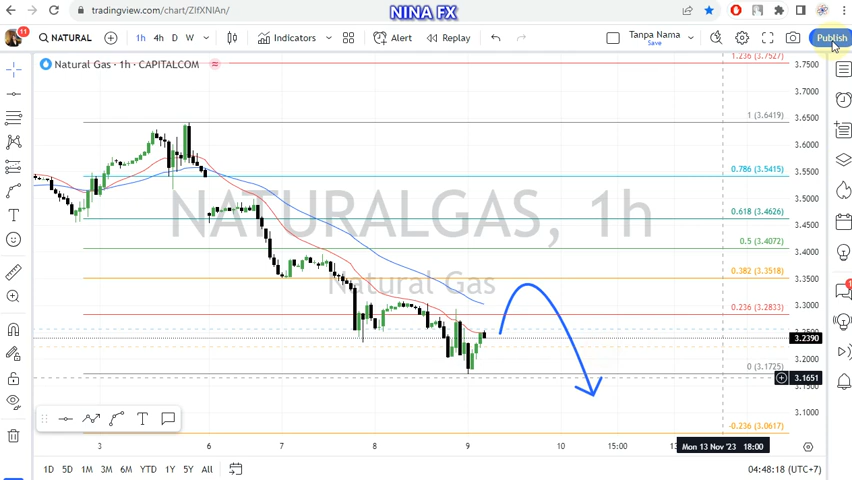 NINA FX
tradingview.com/chart/ZIfXNIAn/
11
NATURAL
1h 4h D W
Indicators
Alert
Replay
Tapa Nama
Save
Publish
Natural Gas · 1h · CAPITALCOM
1.236 (3.7527)
3.7500
3.7000
3.6500
1 (3.6419)
3.6000
3.5500
0.786 (3.5415)
3.5000
0.618 (3.4626)
3.4500
0.5 (3.4072)
3.4000
0.382 (3.3518)
3.3500
3.3000
0.236 (3.2833)
3.2500
3.2390
3.2000
0 (3.1725)
3.1651
3.1000
-0.236 (3.0617)
NATURALGAS, 1h
Natural Gas
3 6 7 8 9 10 15:00
Mon 13 Nov '23 18:00
1D 5D 1M 3M 6M YTD 1Y 5Y All
04:48:18 (UTC+7)